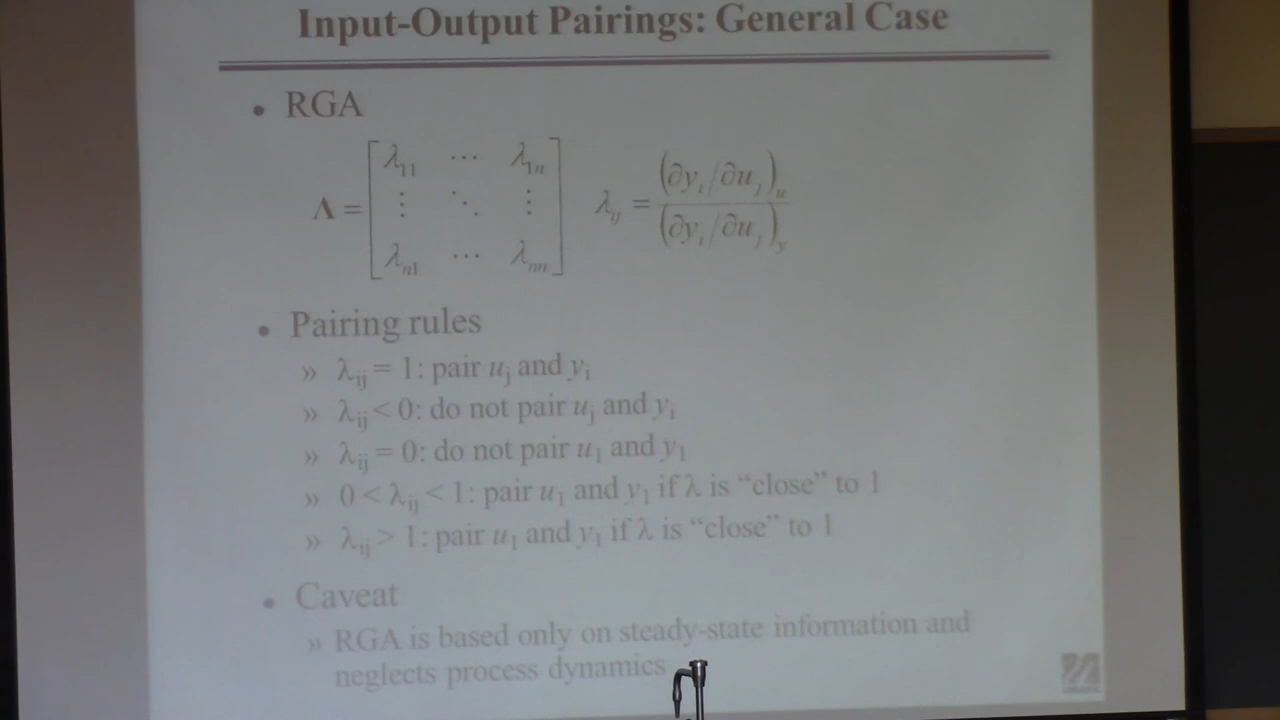 Input-Output Pairings: General Case
• RGA
Λ = [λ₁₁ ⋯ λ₁ₙ; ⋮ ⋱ ⋮; λₙ₁ ⋯ λₙₙ] λᵢⱼ = (∂yᵢ/∂uⱼ)ᵤ / (∂yᵢ/∂uⱼ)y
• Pairing rules
» λij = 1: pair uj and yi
» λij < 0: do not pair uj and yi
» λij = 0: do not pair u1 and y1
» 0 < λij < 1: pair u1 and y1 if λ is “close” to 1
» λij > 1: pair u1 and y1 if λ is “close” to 1
• Caveat
» RGA is based only on steady-state information and
neglects process dynamics